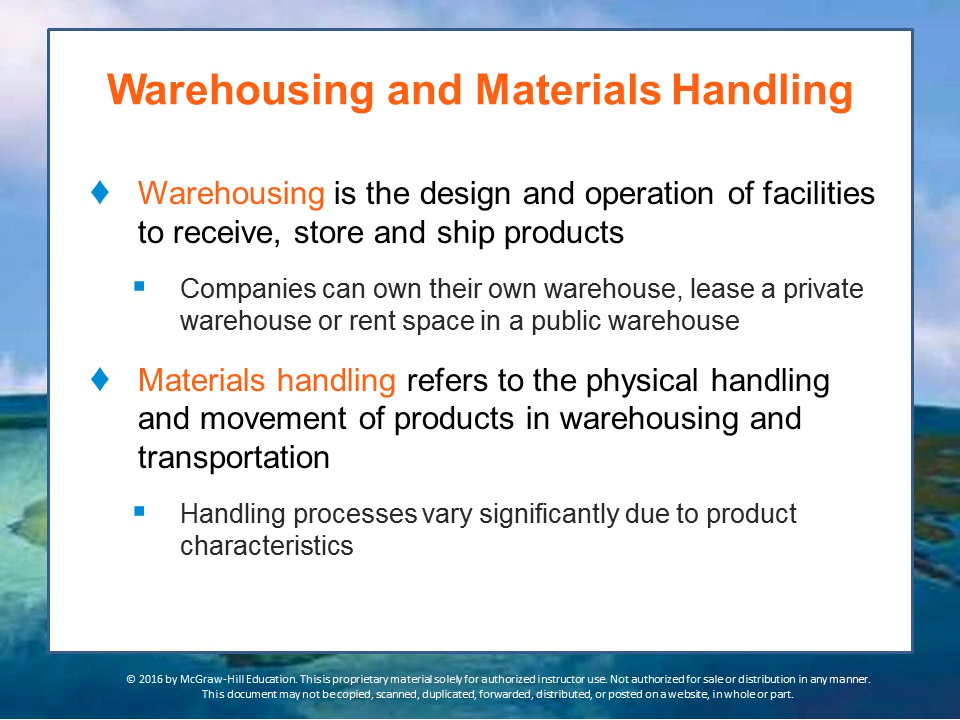 Warehousing and Materials Handling
Warehousing is the design and operation of facilities
to receive, store and ship products
Companies can own their own warehouse, lease a private
warehouse or rent space in a public warehouse
Materials handling refers to the physical handling
and movement of products in warehousing and
transportation
Handling processes vary significantly due to product
characteristics
© 2016 by McGraw-Hill Education. This is proprietary material solely for authorized instructor use. Not authorized for sale or distribution in any manner.
This document may not be copied, scanned, duplicated, forwarded, distributed, or posted on a website, in whole or part.